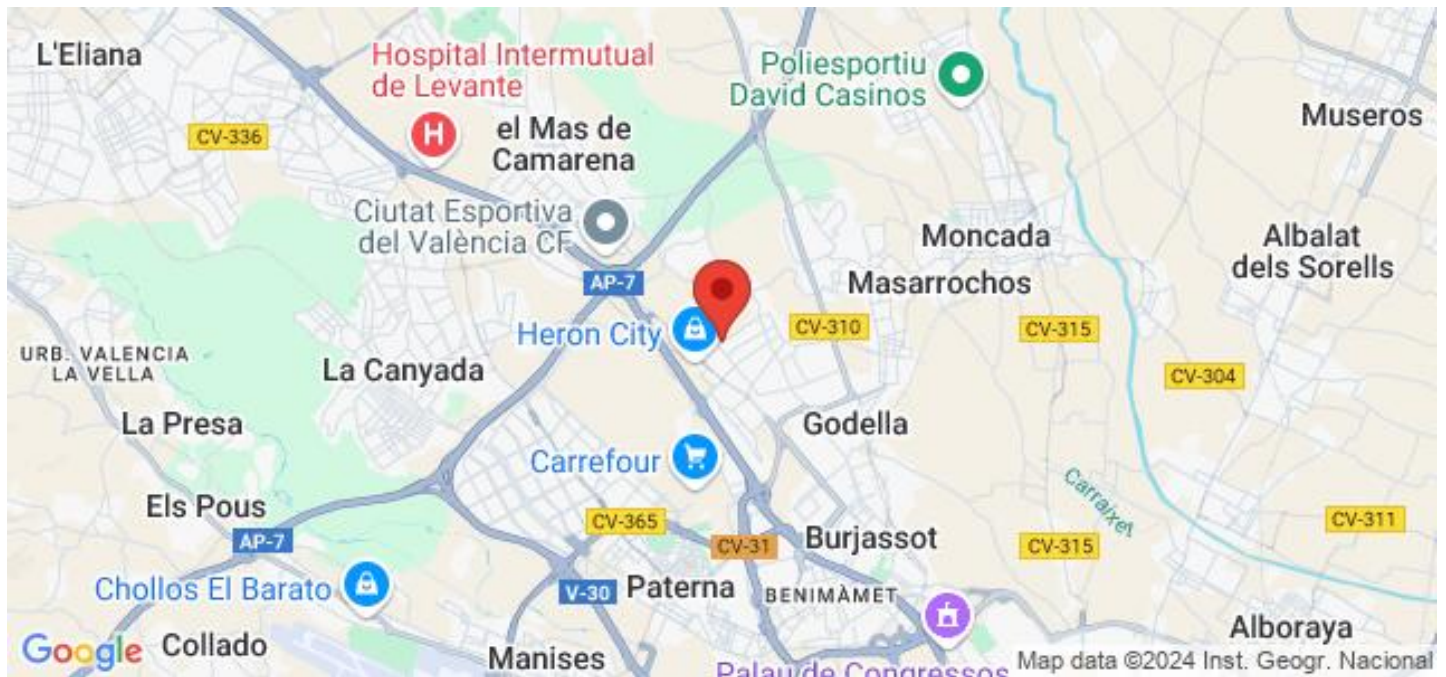 L'Eliana
Hospital Intermutual
de Levante
Poliesportiu
David Casinos
Museros
CV-336
el Mas de
Camarena
Ciutat Esportiva
del València CF
Moncada
Albalat
dels Sorells
AP-7
Masarrochos
Heron City
CV-310
CV-315
URB. VALENCIA
LA VELLA
La Canyada
CV-304
La Presa
Godella
Carrefour
Carraixet
Els Pous
CV-365
CV-311
AP-7
CV-31
Burjassot
CV-315
Chollos El Barato
V-30
Paterna
BENIMÀMET
Google
Collado
Manises
Palau de Congressos
Alboraya
Map data ©2024 Inst. Geogr. Nacional